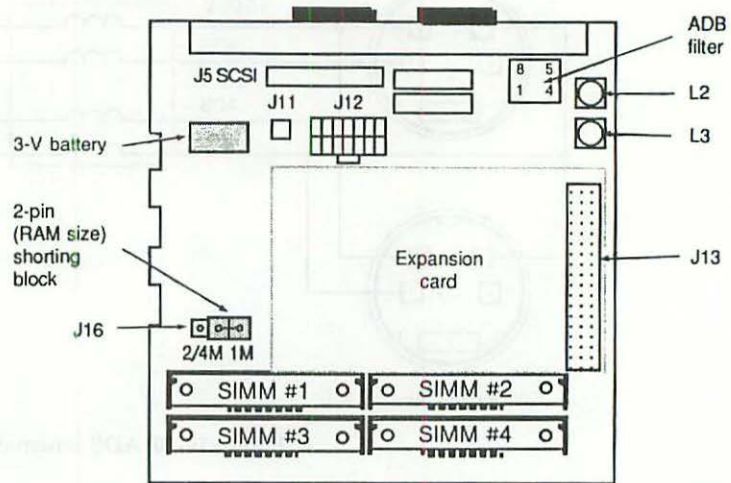 ADB
filter
J5 SCSI
8 5
1 4
L2
J11 J12
L3
3-V battery
2-pin
(RAM size)
shorting
block
Expansion
card
J13
J16
2/4M 1M
SIMM #1
SIMM #2
SIMM #3
SIMM #4